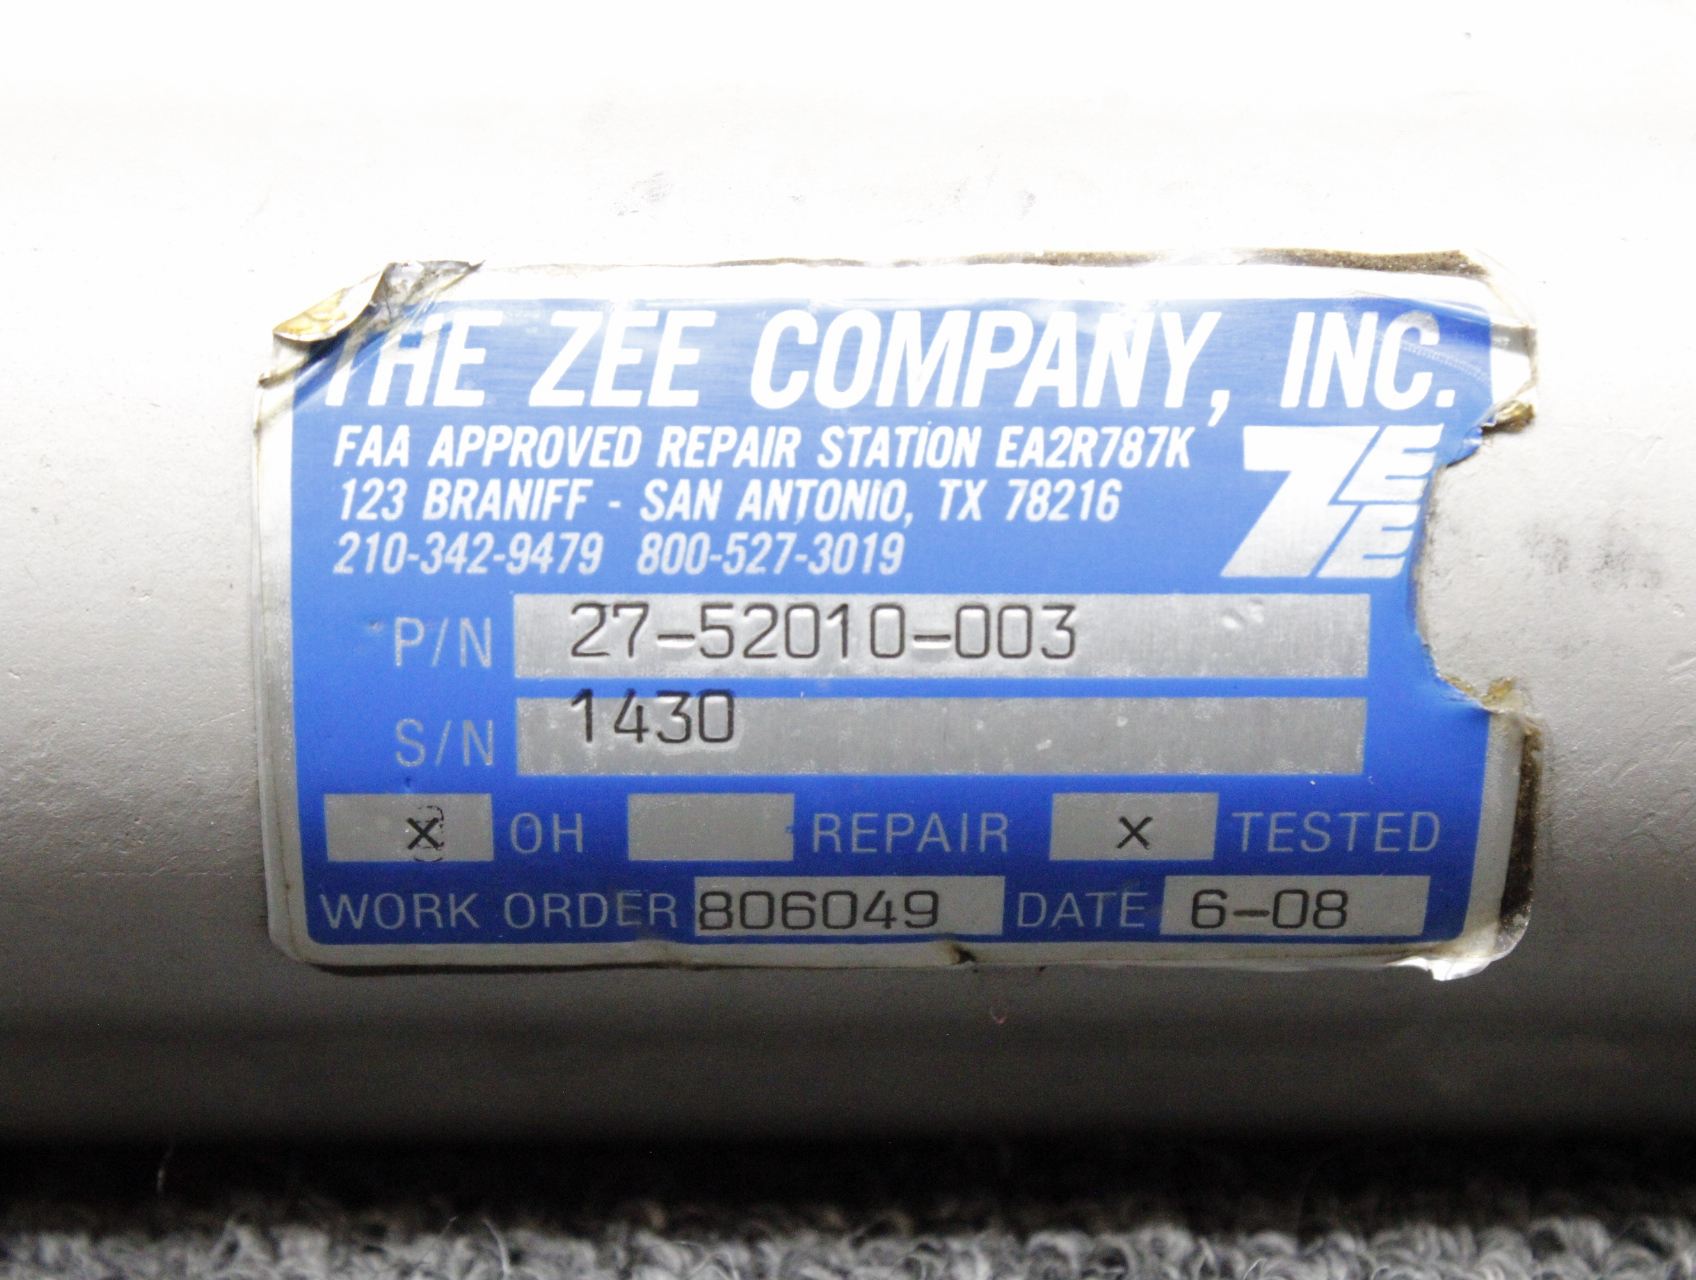 THE ZEE COMPANY, INC.
FAA APPROVED REPAIR STATION EA2R787K
123 BRANIFF - SAN ANTONIO, TX 78216
210-342-9479 800-527-3019
ZEE
P/N 27-52010-003
S/N 1430
X OH REPAIR X TESTED
WORK ORDER 806049 DATE 6-08